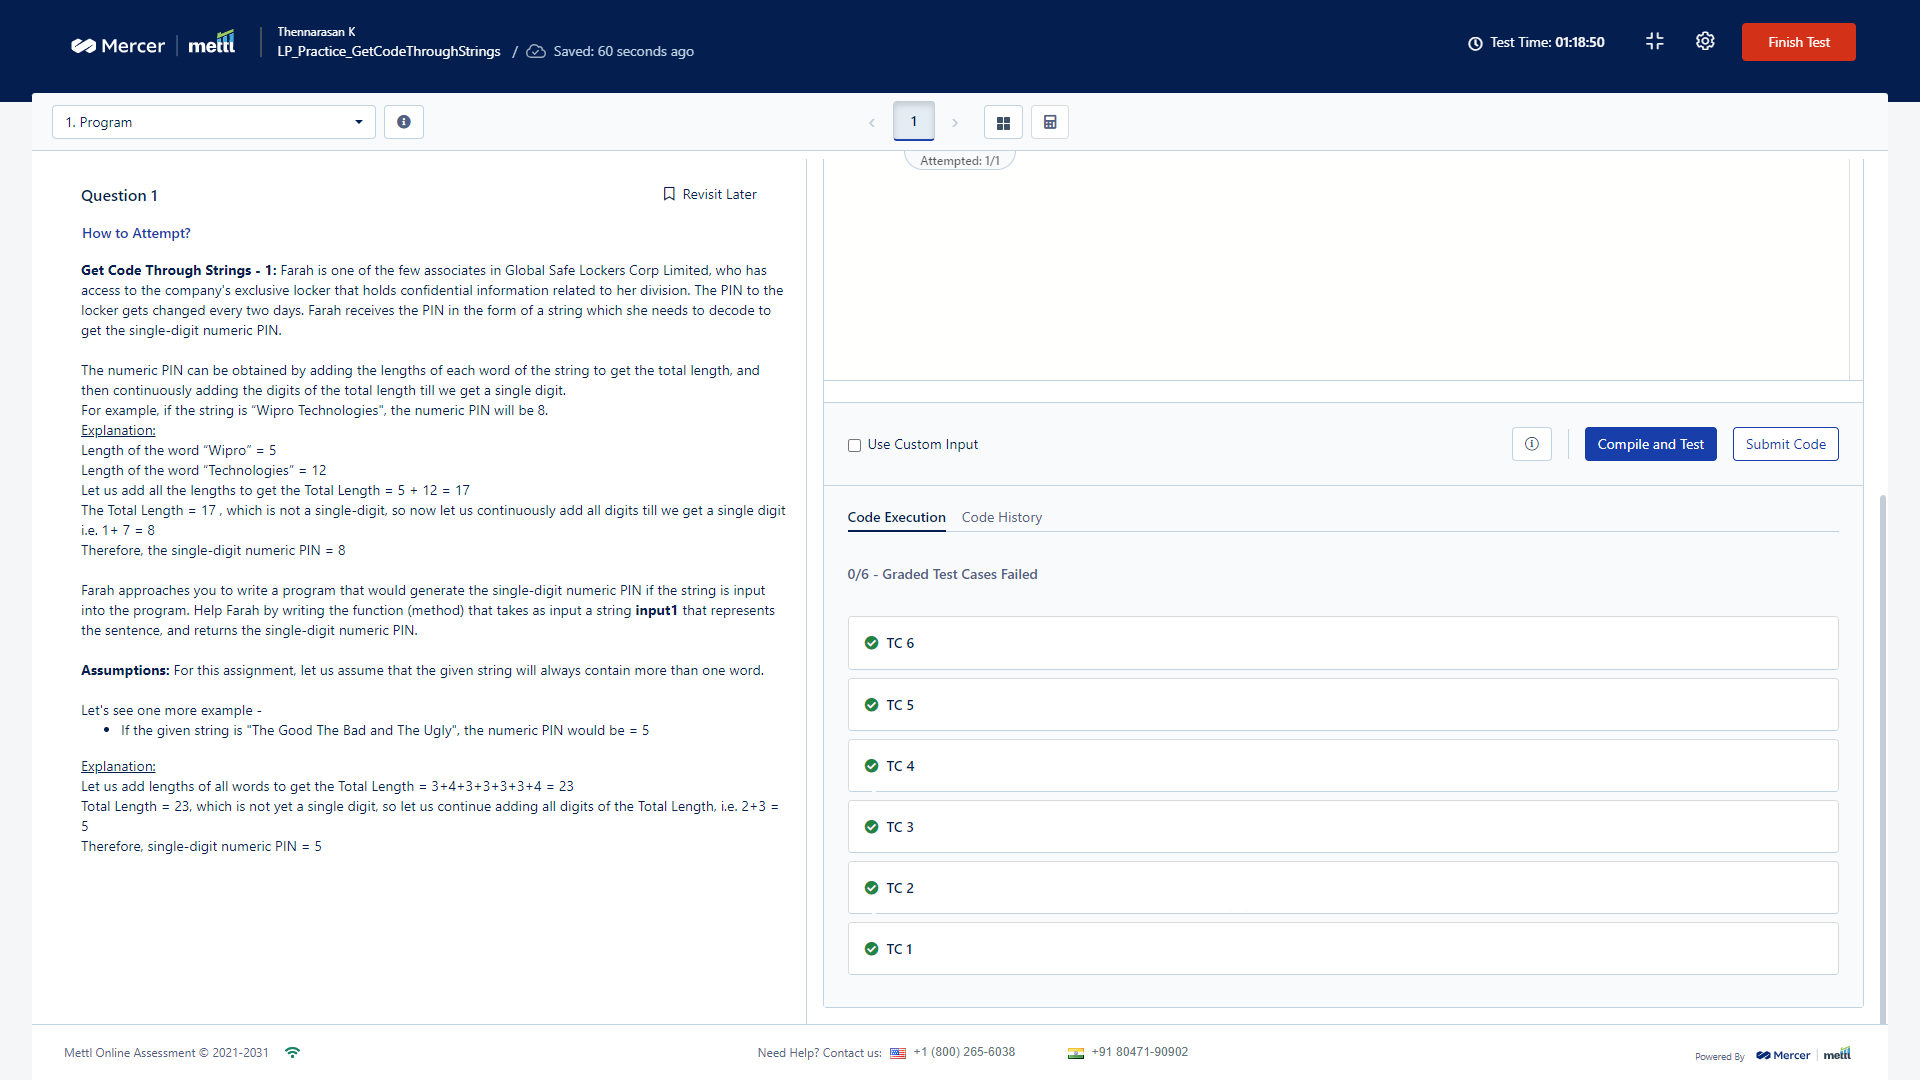 Mercer
mettl
Thennarasan K
LP_Practice_GetCodeThroughStrings / Saved: 60 seconds ago
Test Time: 01:18:50
Finish Test
1. Program
1
Attempted: 1/1
Question 1
Revisit Later
How to Attempt?
Get Code Through Strings - 1: Farah is one of the few associates in Global Safe Lockers Corp Limited, who has
access to the company's exclusive locker that holds confidential information related to her division. The PIN to the
locker gets changed every two days. Farah receives the PIN in the form of a string which she needs to decode to
get the single-digit numeric PIN.
The numeric PIN can be obtained by adding the lengths of each word of the string to get the total length, and
then continuously adding the digits of the total length till we get a single digit.
For example, if the string is “Wipro Technologies", the numeric PIN will be 8.
Explanation:
Length of the word “Wipro” = 5
Length of the word “Technologies” = 12
Let us add all the lengths to get the Total Length = 5 + 12 = 17
The Total Length = 17 , which is not a single-digit, so now let us continuously add all digits till we get a single digit
i.e. 1+ 7 = 8
Therefore, the single-digit numeric PIN = 8
Farah approaches you to write a program that would generate the single-digit numeric PIN if the string is input
into the program. Help Farah by writing the function (method) that takes as input a string input1 that represents
the sentence, and returns the single-digit numeric PIN.
Assumptions: For this assignment, let us assume that the given string will always contain more than one word.
Let's see one more example -
• If the given string is "The Good The Bad and The Ugly", the numeric PIN would be = 5
Explanation:
Let us add lengths of all words to get the Total Length = 3+4+3+3+3+3+4 = 23
Total Length = 23, which is not yet a single digit, so let us continue adding all digits of the Total Length, i.e. 2+3 =
5
Therefore, single-digit numeric PIN = 5
Use Custom Input
Compile and Test
Submit Code
Code Execution
Code History
0/6 - Graded Test Cases Failed
TC 6
TC 5
TC 4
TC 3
TC 2
TC 1
Mettl Online Assessment © 2021-2031
Need Help? Contact us: +1 (800) 265-6038
+91 80471-90902
Powered By Mercer mettl